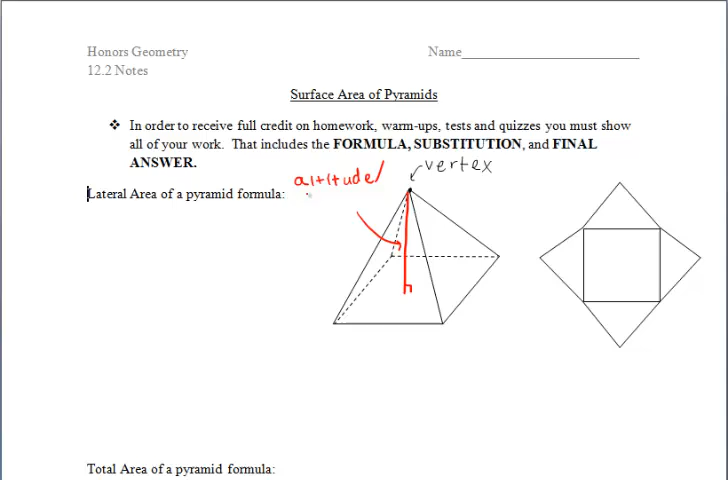 Honors Geometry Name__________________________
12.2 Notes
Surface Area of Pyramids
❖ In order to receive full credit on homework, warm-ups, tests and quizzes you must show
all of your work. That includes the FORMULA, SUBSTITUTION, and FINAL
ANSWER.
vertex
altitude/
Lateral Area of a pyramid formula:
Total Area of a pyramid formula: